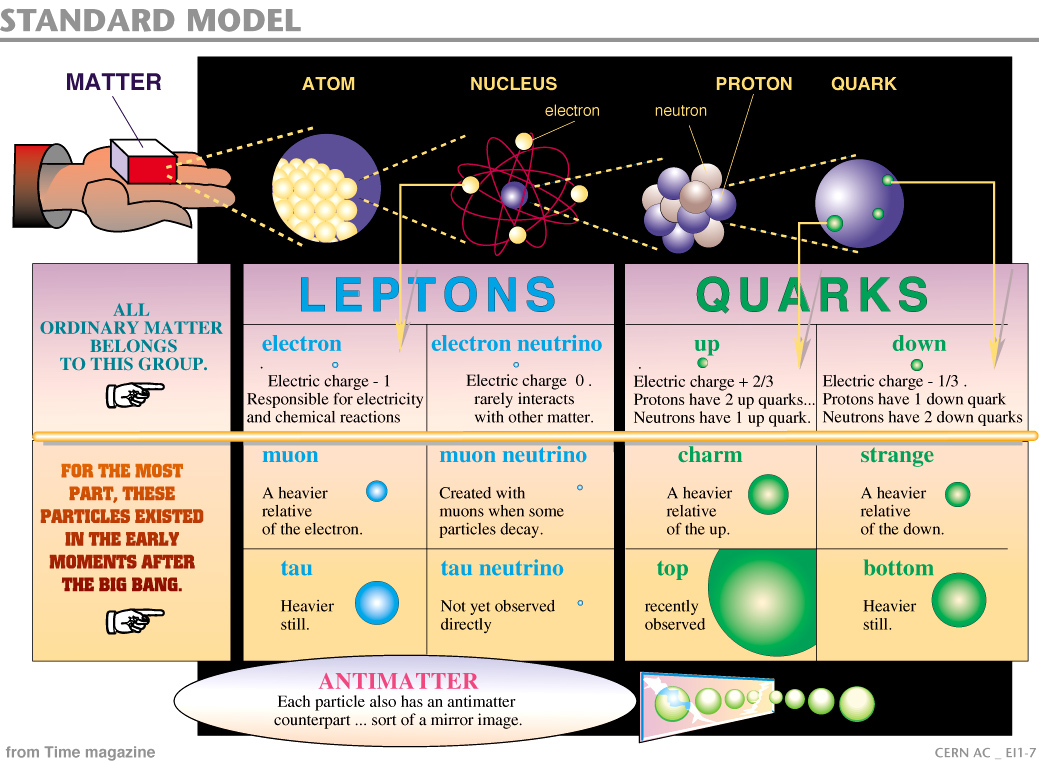 STANDARD MODEL
MATTER
ATOM
NUCLEUS
PROTON
QUARK
electron
neutron
ALL
ORDINARY MATTER
BELONGS
TO THIS GROUP.
LEPTONS
QUARKS
electron
. Electric charge - 1
Responsible for electricity
and chemical reactions
electron neutrino
Electric charge 0 .
rarely interacts
with other matter.
up
. Electric charge + 2/3
Protons have 2 up quarks...
Neutrons have 1 up quark.
down
Electric charge - 1/3 .
Protons have 1 down quark
Neutrons have 2 down quarks
FOR THE MOST
PART, THESE
PARTICLES EXISTED
IN THE EARLY
MOMENTS AFTER
THE BIG BANG.
muon
A heavier
relative
of the electron.
muon neutrino
Created with
muons when some
particles decay.
charm
A heavier
relative
of the up.
strange
A heavier
relative
of the down.
tau
Heavier
still.
tau neutrino
Not yet observed
directly
top
recently
observed
bottom
Heavier
still.
ANTIMATTER
Each particle also has an antimatter
counterpart ... sort of a mirror image.
from Time magazine
CERN AC _ EI1-7